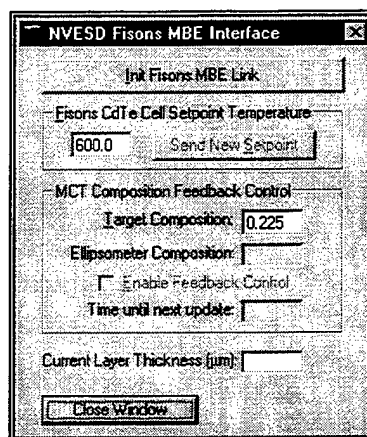 NVESD Fisons MBE Interface
Init Fisons MBE Link
Fisons CdTe Cell Setpoint Temperature
600.0 Send New Setpoint
MCT Composition Feedback Control
Target Composition: 0.225
Ellipsometer Composition:
Enable Feedback Control
Time until next update:
Current Layer Thickness (µm):
Close Window